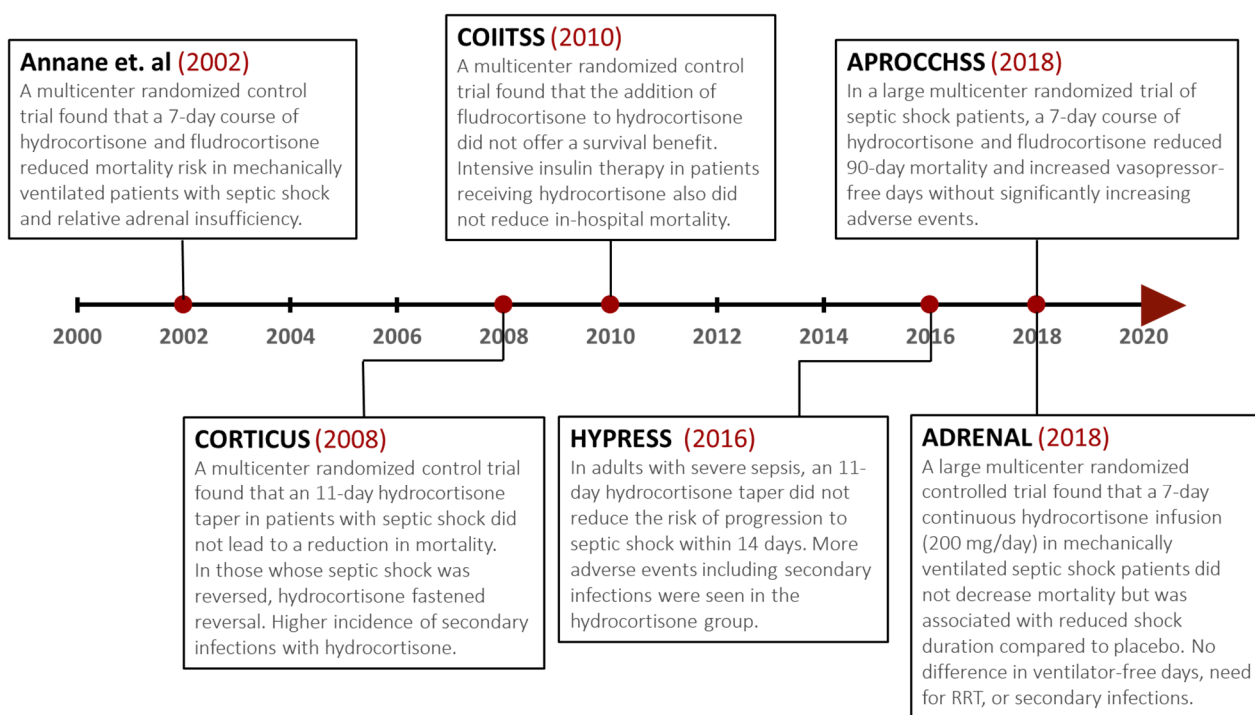 Annane et. al (2002)
A multicenter randomized control
trial found that a 7-day course of
hydrocortisone and fludrocortisone
reduced mortality risk in mechanically
ventilated patients with septic shock
and relative adrenal insufficiency.
COIITSS (2010)
A multicenter randomized control
trial found that the addition of
fludrocortisone to hydrocortisone
did not offer a survival benefit.
Intensive insulin therapy in patients
receiving hydrocortisone also did
not reduce in-hospital mortality.
APROCCHSS (2018)
In a large multicenter randomized trial of
septic shock patients, a 7-day course of
hydrocortisone and fludrocortisone reduced
90-day mortality and increased vasopressor-
free days without significantly increasing
adverse events.
2000 2002 2004 2006 2008 2010 2012 2014 2016 2018 2020
CORTICUS (2008)
A multicenter randomized control trial
found that an 11-day hydrocortisone
taper in patients with septic shock did
not lead to a reduction in mortality.
In those whose septic shock was
reversed, hydrocortisone fastened
reversal. Higher incidence of secondary
infections with hydrocortisone.
HYPRESS (2016)
In adults with severe sepsis, an 11-
day hydrocortisone taper did not
reduce the risk of progression to
septic shock within 14 days. More
adverse events including secondary
infections were seen in the
hydrocortisone group.
ADRENAL (2018)
A large multicenter randomized
controlled trial found that a 7-day
continuous hydrocortisone infusion
(200 mg/day) in mechanically
ventilated septic shock patients did
not decrease mortality but was
associated with reduced shock
duration compared to placebo. No
difference in ventilator-free days, need
for RRT, or secondary infections.